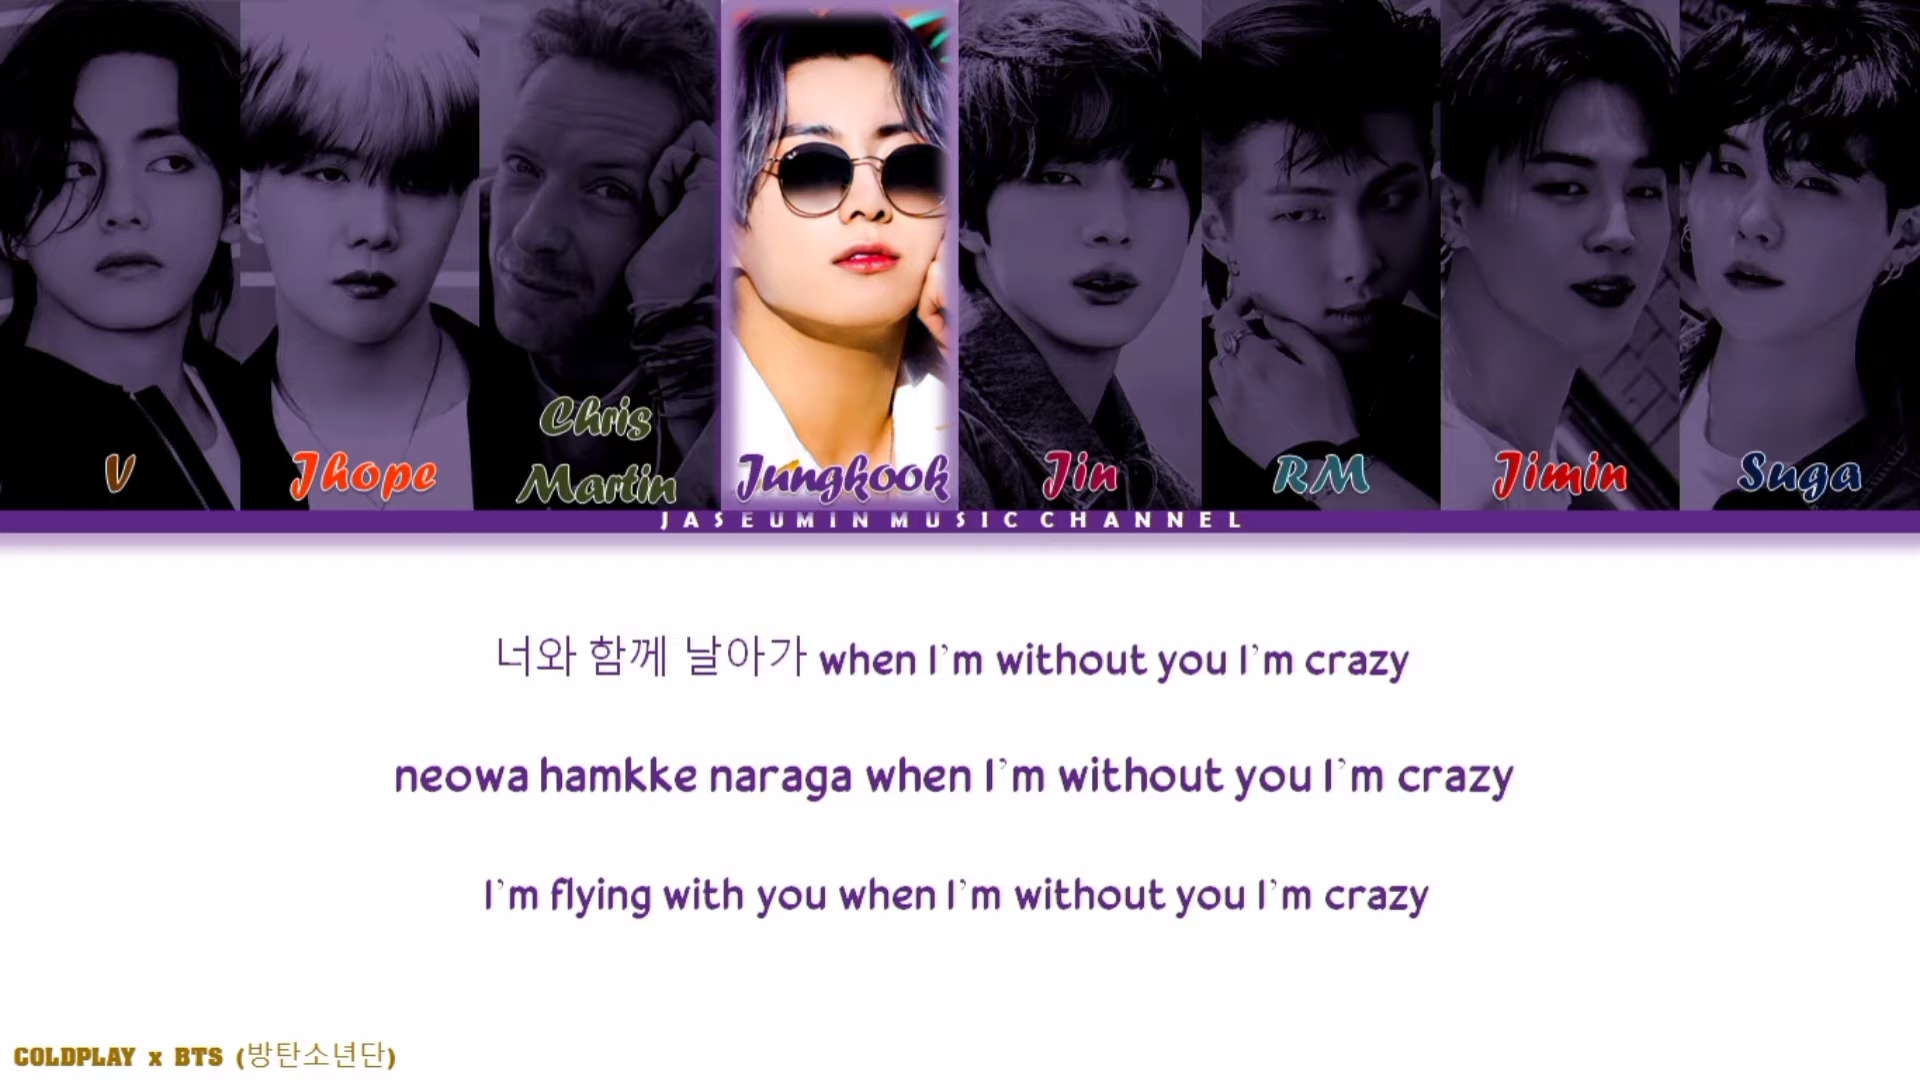 V
Jhope
Chris
Martin
Jungkook
Jin
RM
Jimin
Suga
JASEUMIN MUSIC CHANNEL
너와 함께 날아가 when I'm without you I'm crazy
neowa hamkke naraga when I'm without you I'm crazy
I'm flying with you when I'm without you I'm crazy
COLDPLAY x BTS (방탄소년단)